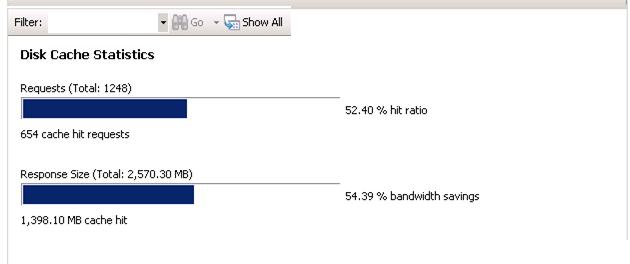 Filter: Go Show All
Disk Cache Statistics
Requests (Total: 1248)
52.40 % hit ratio
654 cache hit requests
Response Size (Total: 2,570.30 MB)
54.39 % bandwidth savings
1,398.10 MB cache hit